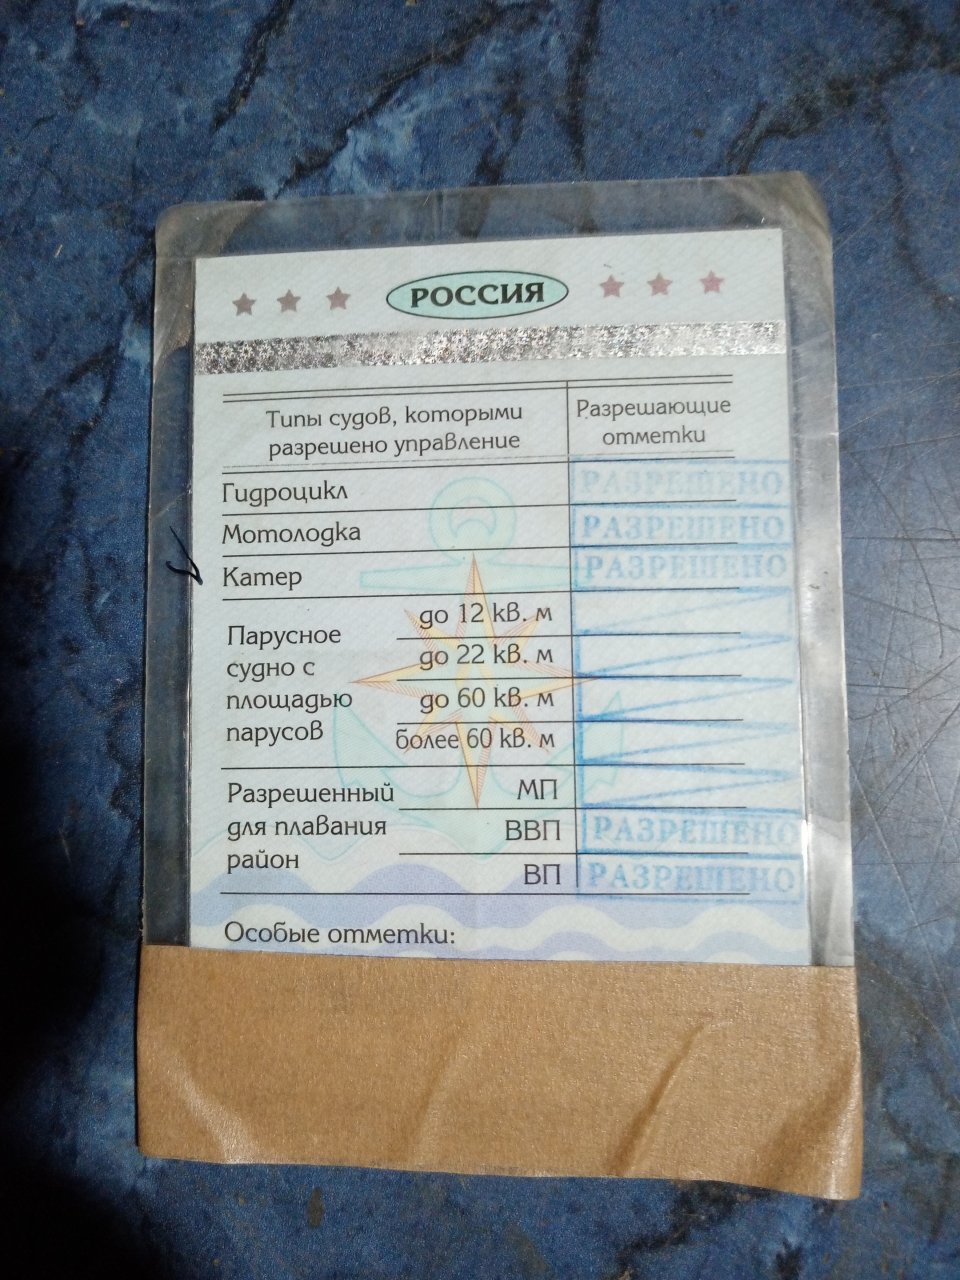 РОССИЯ
Типы судов, которыми разрешено управление
Разрешающие отметки
Гидроцикл РАЗРЕШЕНО
Мотолодка РАЗРЕШЕНО
Катер РАЗРЕШЕНО
Парусное судно с площадью парусов
до 12 кв. м
до 22 кв. м
до 60 кв. м
более 60 кв. м
Разрешенный для плавания район
МП
ВВП РАЗРЕШЕНО
ВП РАЗРЕШЕНО
Особые отметки: